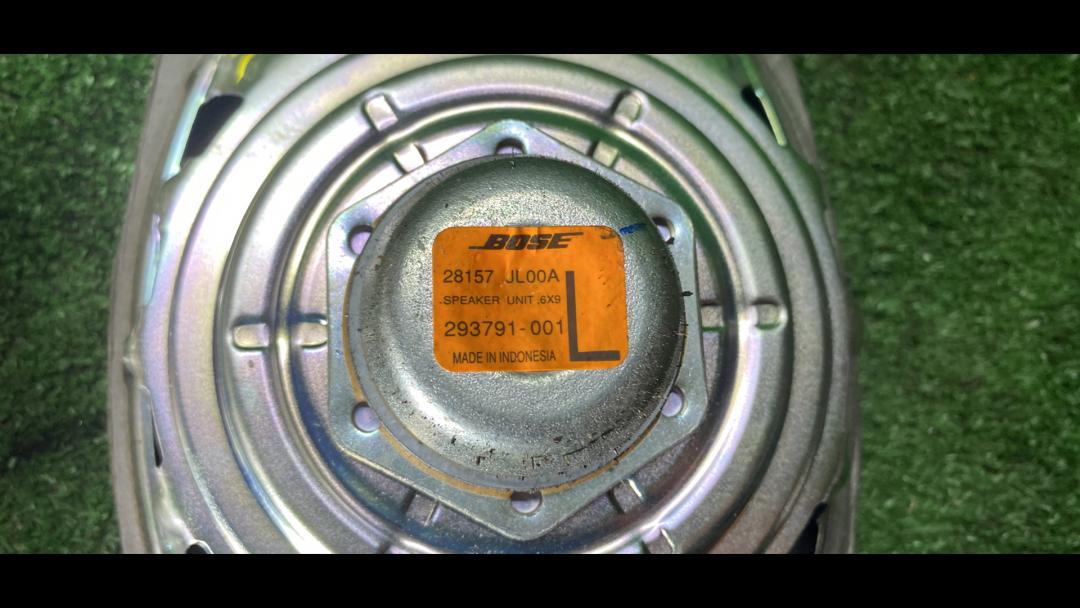 BOSE
28157 JL00A
SPEAKER UNIT ,6X9
293791-001
L
MADE IN INDONESIA